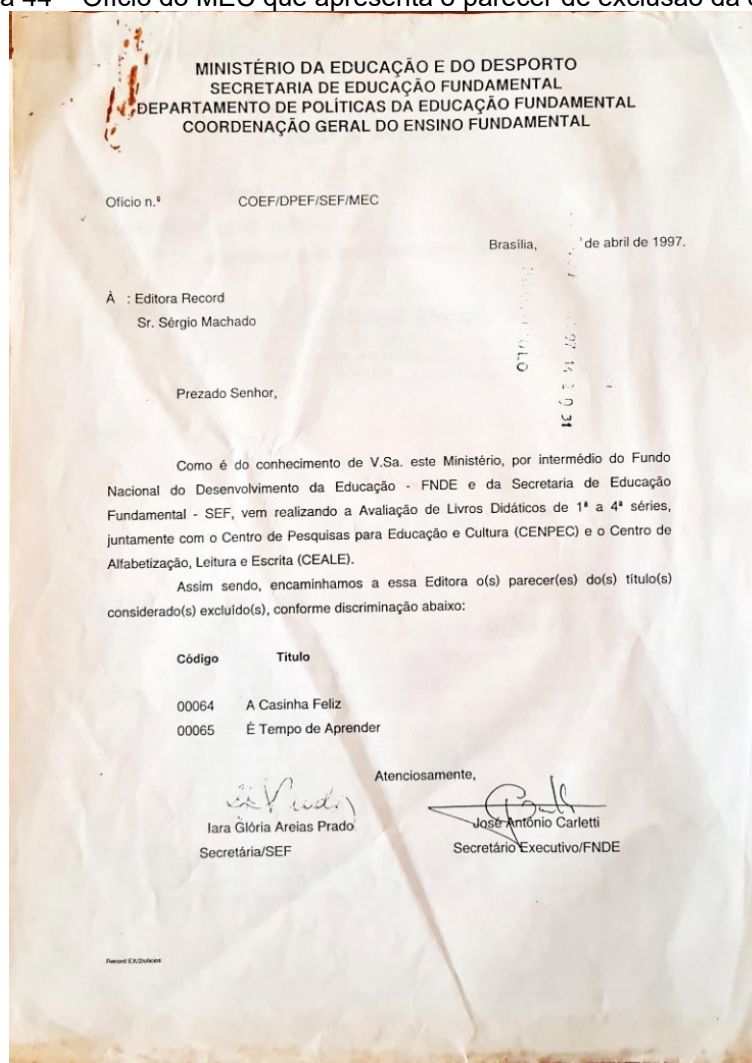 a 44 – Ofício do MEC que apresenta o parecer de exclusão da
MINISTÉRIO DA EDUCAÇÃO E DO DESPORTO
SECRETARIA DE EDUCAÇÃO FUNDAMENTAL
DEPARTAMENTO DE POLÍTICAS DA EDUCAÇÃO FUNDAMENTAL
COORDENAÇÃO GERAL DO ENSINO FUNDAMENTAL
Ofício n.º COEF/DPEF/SEF/MEC
Brasília, de abril de 1997.
À : Editora Record
Sr. Sérgio Machado
Prezado Senhor,
Como é do conhecimento de V.Sa. este Ministério, por intermédio do Fundo
Nacional do Desenvolvimento da Educação - FNDE e da Secretaria de Educação
Fundamental - SEF, vem realizando a Avaliação de Livros Didáticos de 1ª a 4ª séries,
juntamente com o Centro de Pesquisas para Educação e Cultura (CENPEC) e o Centro de
Alfabetização, Leitura e Escrita (CEALE).
Assim sendo, encaminhamos a essa Editora o(s) parecer(es) do(s) título(s)
considerado(s) excluído(s), conforme discriminação abaixo:
Código Título
00064 A Casinha Feliz
00065 É Tempo de Aprender
Atenciosamente,
Iara Glória Areias Prado José Antônio Carletti
Secretária/SEF Secretário Executivo/FNDE